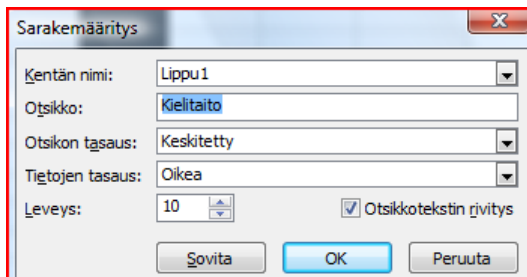 Sarakemääritys
Kentän nimi: Lippu1
Otsikko: Kielitaito
Otsikon tasaus: Keskitetty
Tietojen tasaus: Oikea
Leveys: 10 Otsikkotekstin rivitys
Sovita OK Peruuta